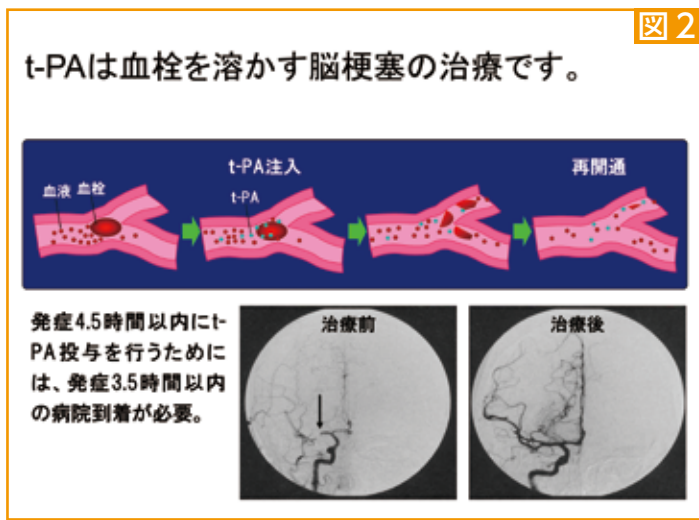 図2
t-PAは血栓を溶かす脳梗塞の治療です。
t-PA注入
再開通
血液 血栓
t-PA
発症4.5時間以内にt-
PA投与を行うためにに
は、発症3.5時間以内
の病院到着が必要。
治療前
治療後